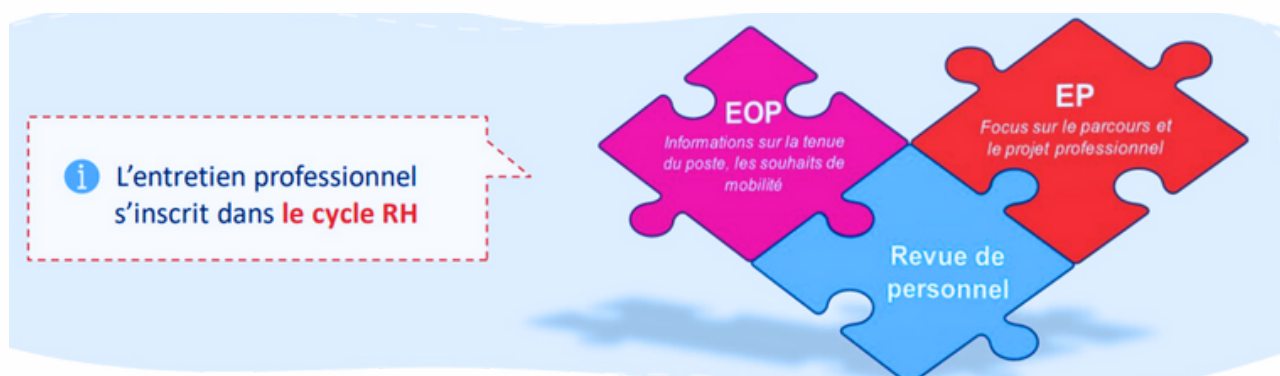 L’entretien professionnel
s’inscrit dans le cycle RH
EOP
Informations sur la tenue
du poste, les souhaits de
mobilité
EP
Focus sur le parcours et
le projet professionnel
Revue de
personnel